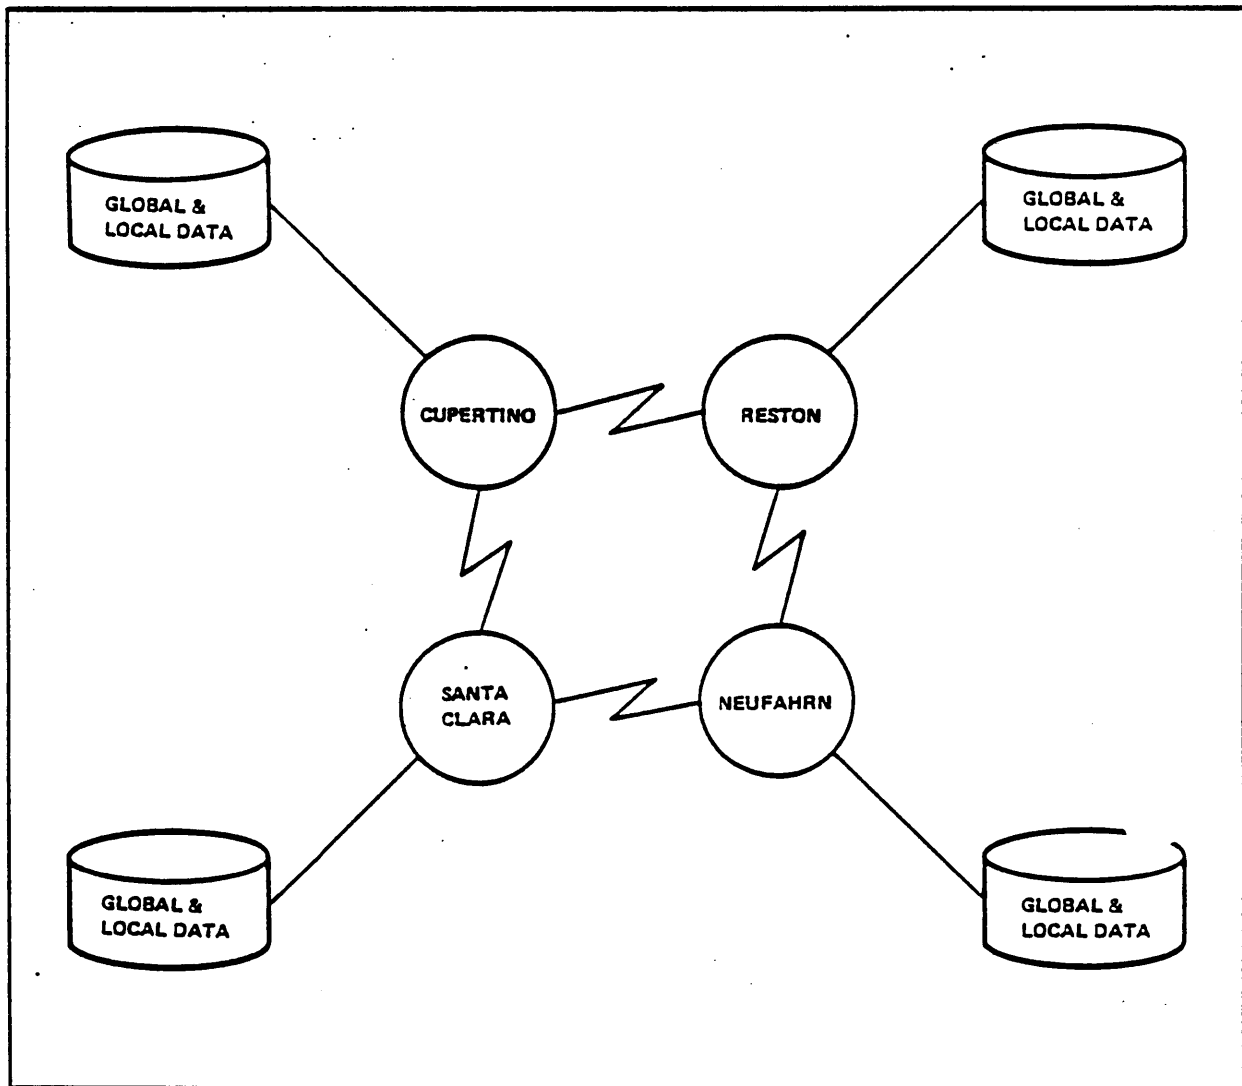 GLOBAL &
LOCAL DATA
GLOBAL &
LOCAL DATA
CUPERTINO
RESTON
SANTA
CLARA
NEUFAHRN
GLOBAL &
LOCAL DATA
GLOBAL &
LOCAL DATA